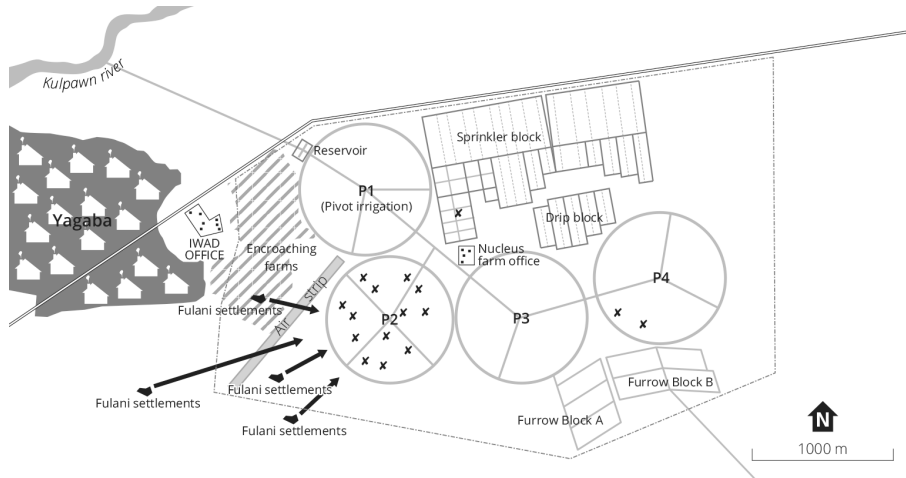 Kulpawn river
Reservoir
Sprinkler block
P1
(Pivot irrigation)
Yagaba
IWAD
OFFICE
Drip block
Encroaching
farms
Nucleus
farm office
P4
Air strip
Fulani settlements
P2
P3
Fulani settlements
Fulani settlements
Fulani settlements
Furrow Block B
Furrow Block A
N
1000 m